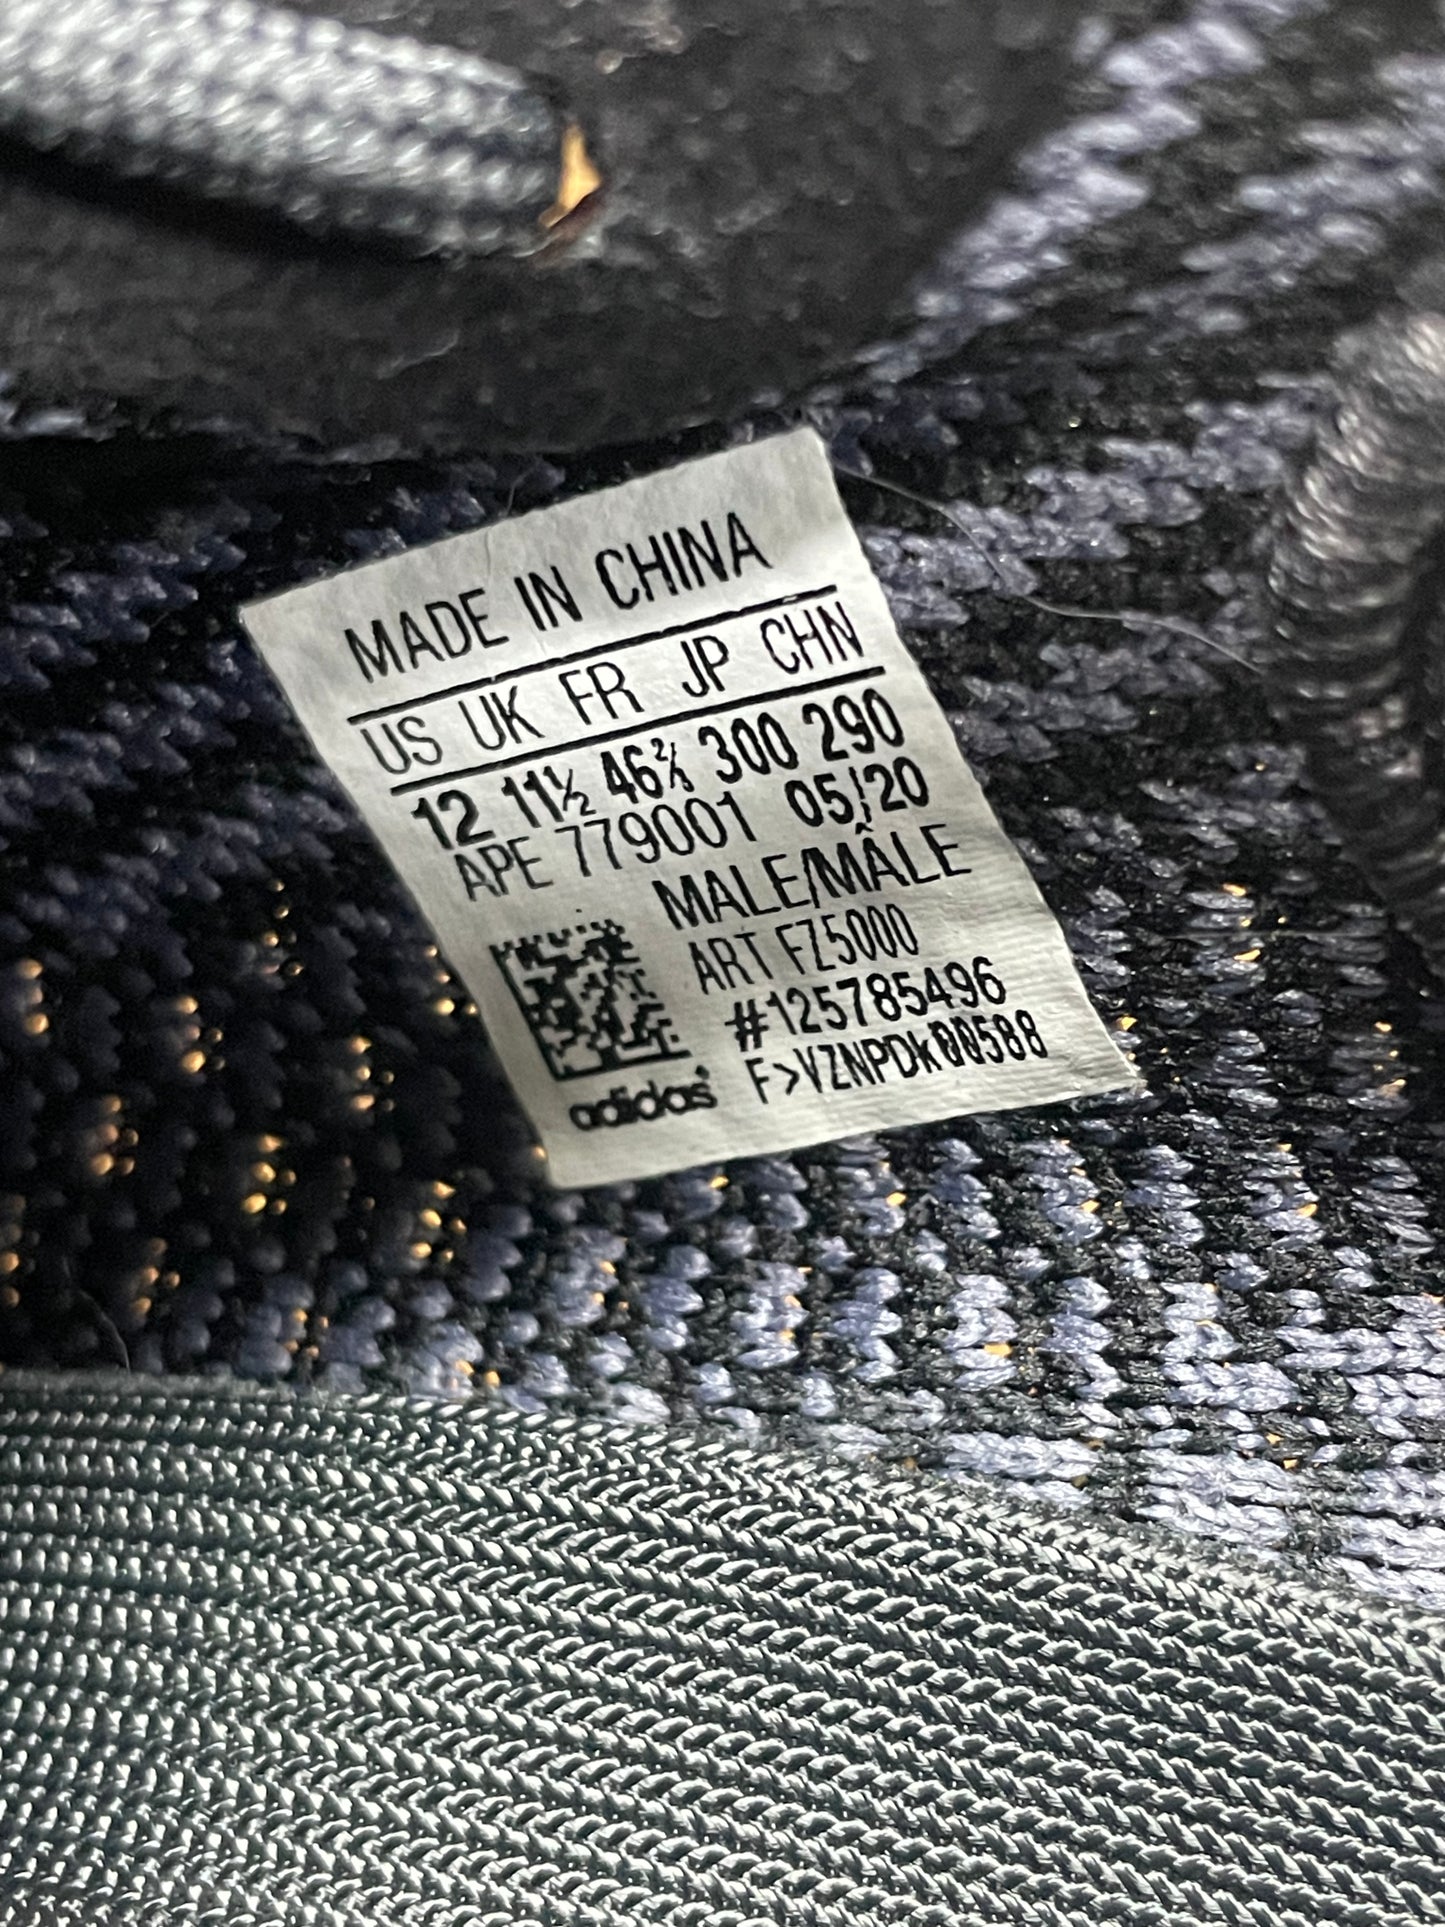 MADE IN CHINA
US UK FR JP CHN
12 11½ 46⅔ 300 290
APE 779001 05/20
MALE/MÂLE
ART FZ5000
#125785496
adidas